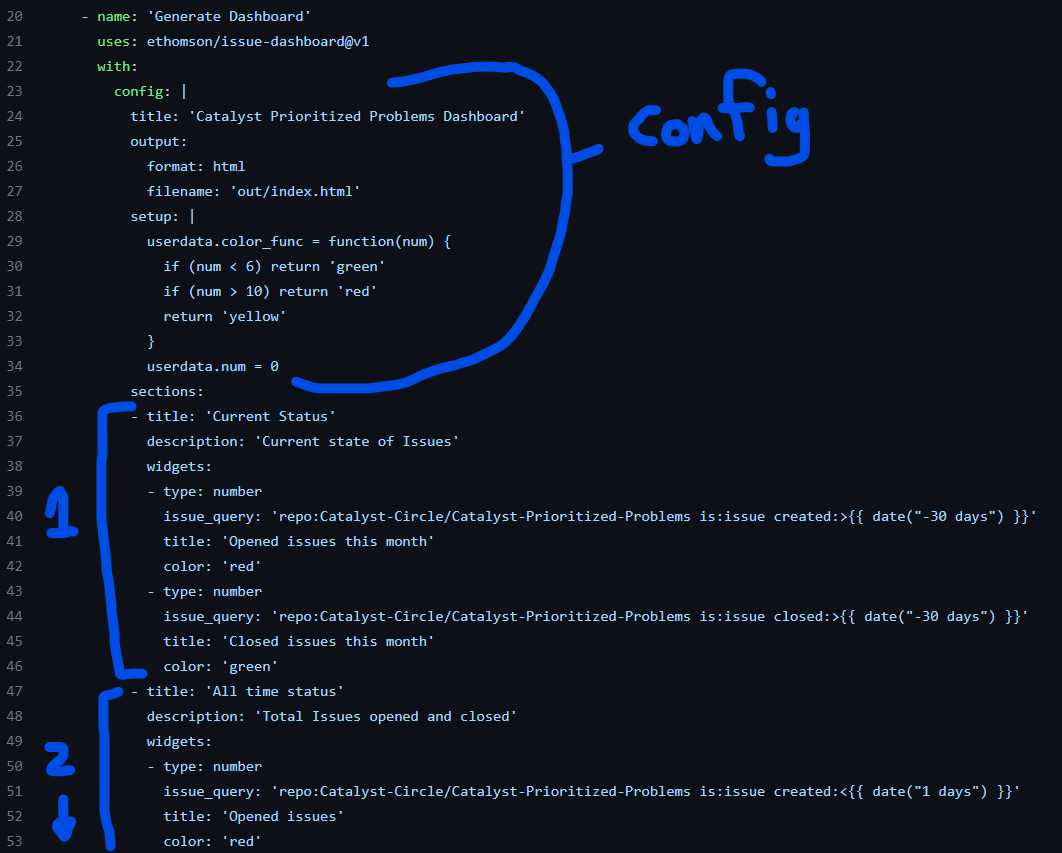 20 - name: 'Generate Dashboard'
21 uses: ethomson/issue-dashboard@v1
22 with:
23 config: |
24 title: 'Catalyst Prioritized Problems Dashboard'
25 output:
26 format: html
27 filename: 'out/index.html'
28 setup: |
29 userdata.color_func = function(num) {
30 if (num < 6) return 'green'
31 if (num > 10) return 'red'
32 return 'yellow'
33 }
34 userdata.num = 0
config
35 sections:
36 - title: 'Current Status'
37 description: 'Current state of Issues'
38 widgets:
39 - type: number
40 issue_query: 'repo:Catalyst-Circle/Catalyst-Prioritized-Problems is:issue created:>{{ date("-30 days") }}'
41 title: 'Opened issues this month'
42 color: 'red'
43 - type: number
44 issue_query: 'repo:Catalyst-Circle/Catalyst-Prioritized-Problems is:issue closed:>{{ date("-30 days") }}'
45 title: 'Closed issues this month'
46 color: 'green'
1
47 - title: 'All time status'
48 description: 'Total Issues opened and closed'
49 widgets:
50 - type: number
51 issue_query: 'repo:Catalyst-Circle/Catalyst-Prioritized-Problems is:issue created:<{{ date("1 days") }}'
52 title: 'Opened issues'
53 color: 'red'
2